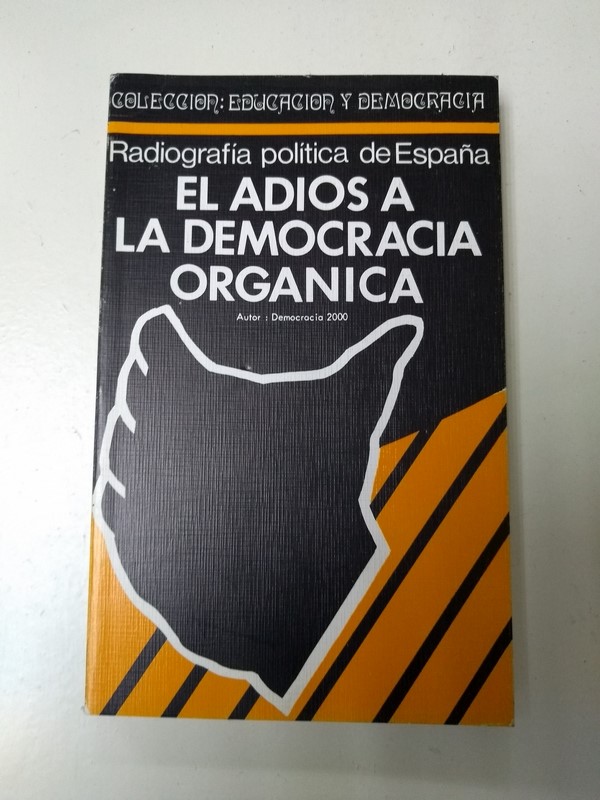 COLECCION: EDUCACION Y DEMOCRACIA
Radiografía política de España
EL ADIOS A
LA DEMOCRACIA
ORGANICA
Autor : Democracia 2000